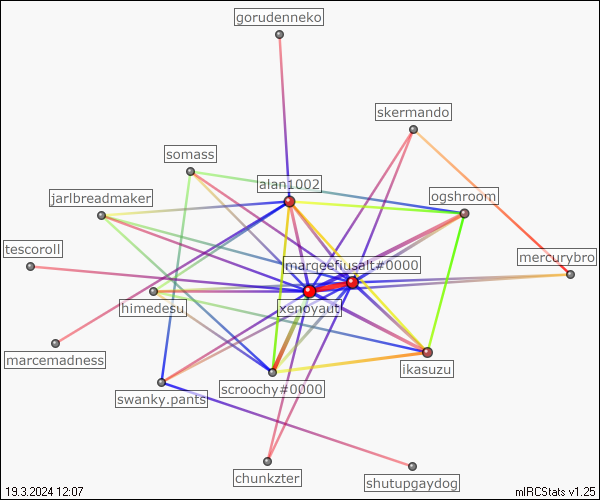 gorudenneko
skermando
somass
alan1002
jarlbreadmaker
ogshroom
tescoroll
margeefiusalt#0000
mercurybro
himedesu
xenoyaut
marcemadness
ikasuzu
swanky.pants
scroochy#0000
chunkzter
shutupgaydog
19.3.2024 12:07
mIRCStats v1.25